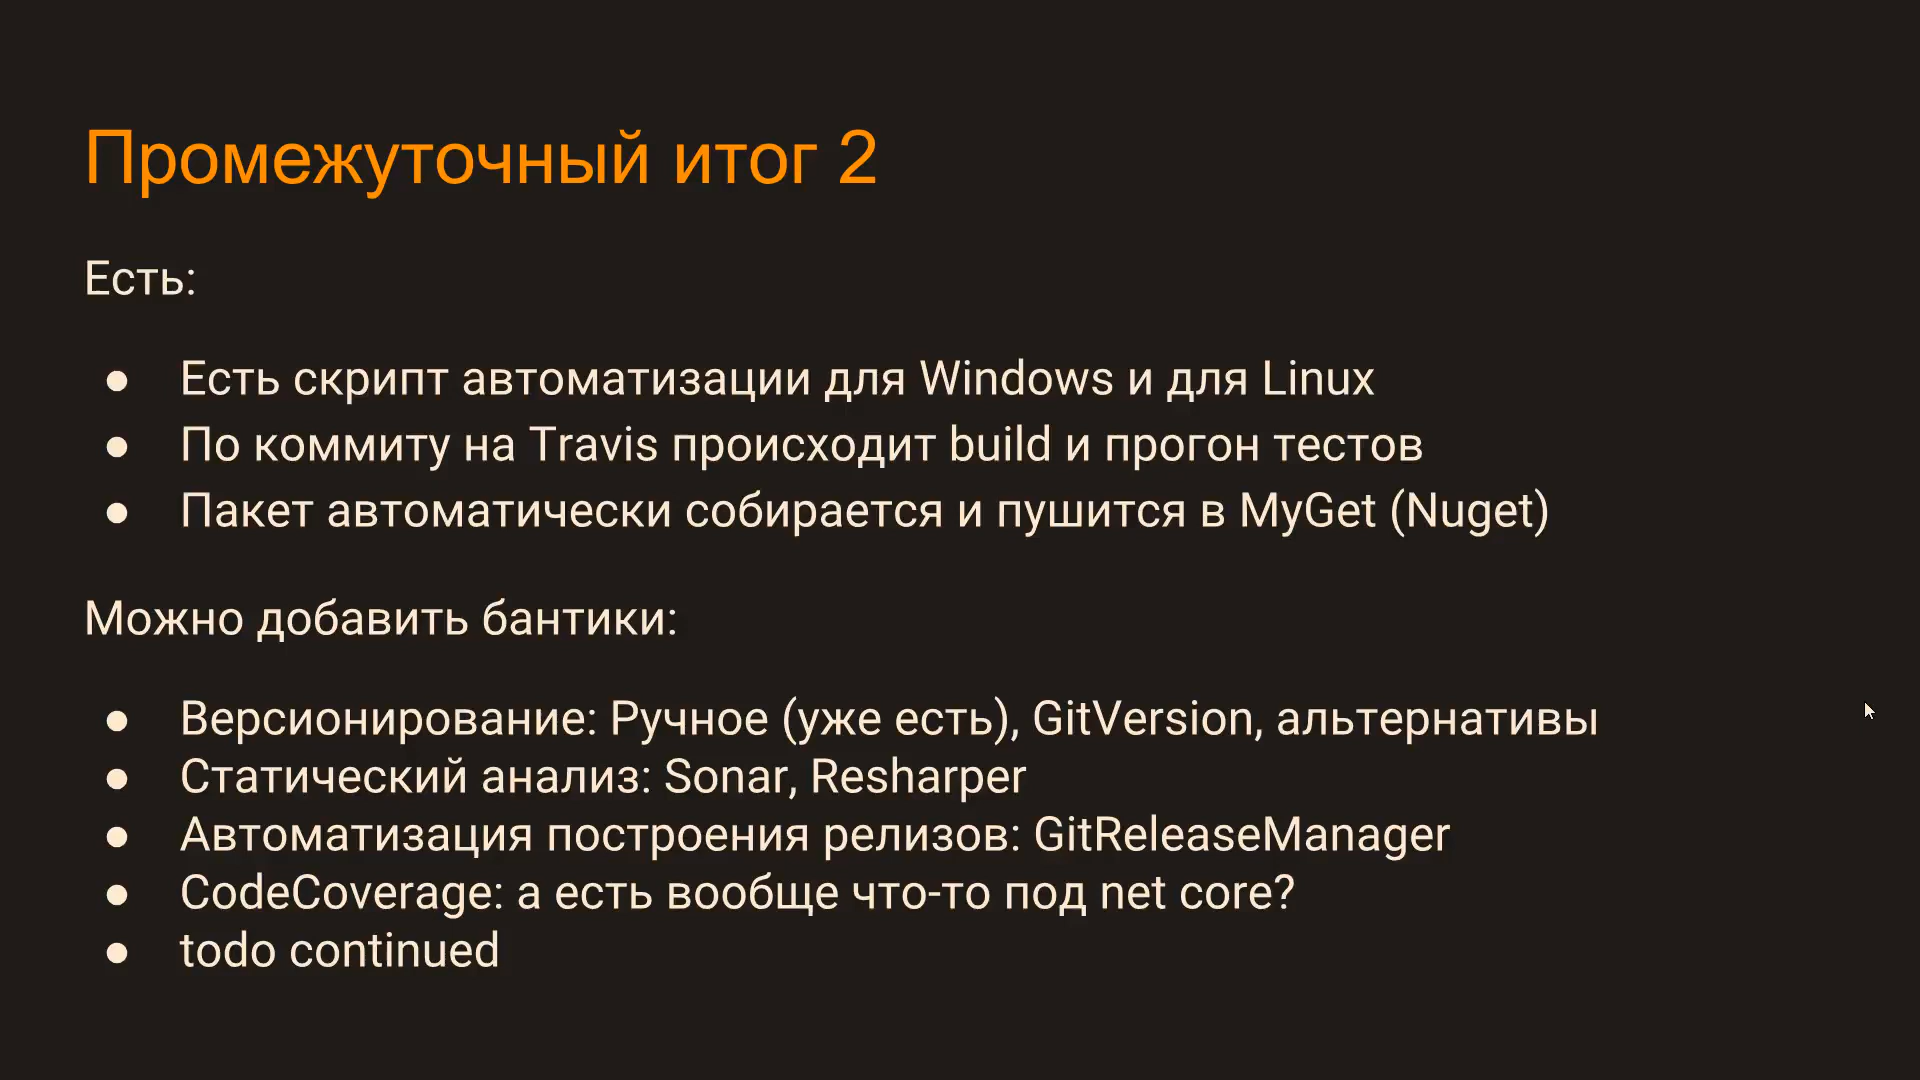 Промежуточный итог 2
Есть:
● Есть скрипт автоматизации для Windows и для Linux
● По коммиту на Travis происходит build и прогон тестов
● Пакет автоматически собирается и пушится в MyGet (Nuget)
Можно добавить бантики:
● Версионирование: Ручное (уже есть), GitVersion, альтернативы
● Статический анализ: Sonar, Resharper
● Автоматизация построения релизов: GitReleaseManager
● CodeCoverage: а есть вообще что-то под net core?
● todo continued